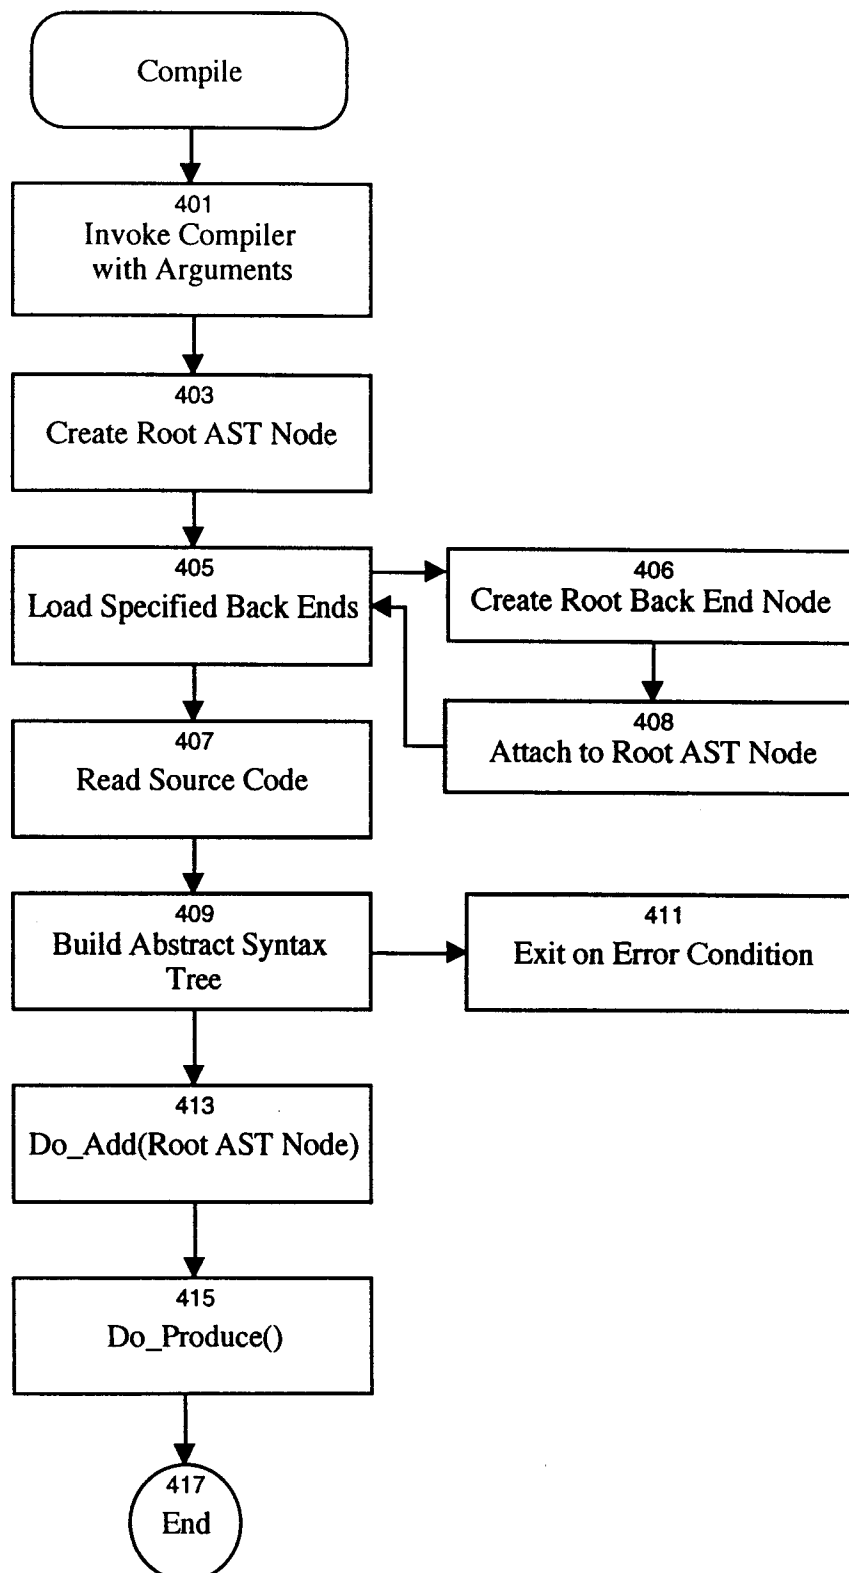 Compile
401
Invoke Compiler
with Arguments
403
Create Root AST Node
405
Load Specified Back Ends
406
Create Root Back End Node
408
Attach to Root AST Node
407
Read Source Code
409
Build Abstract Syntax
Tree
411
Exit on Error Condition
413
Do_Add(Root AST Node)
415
Do_Produce()
417
End